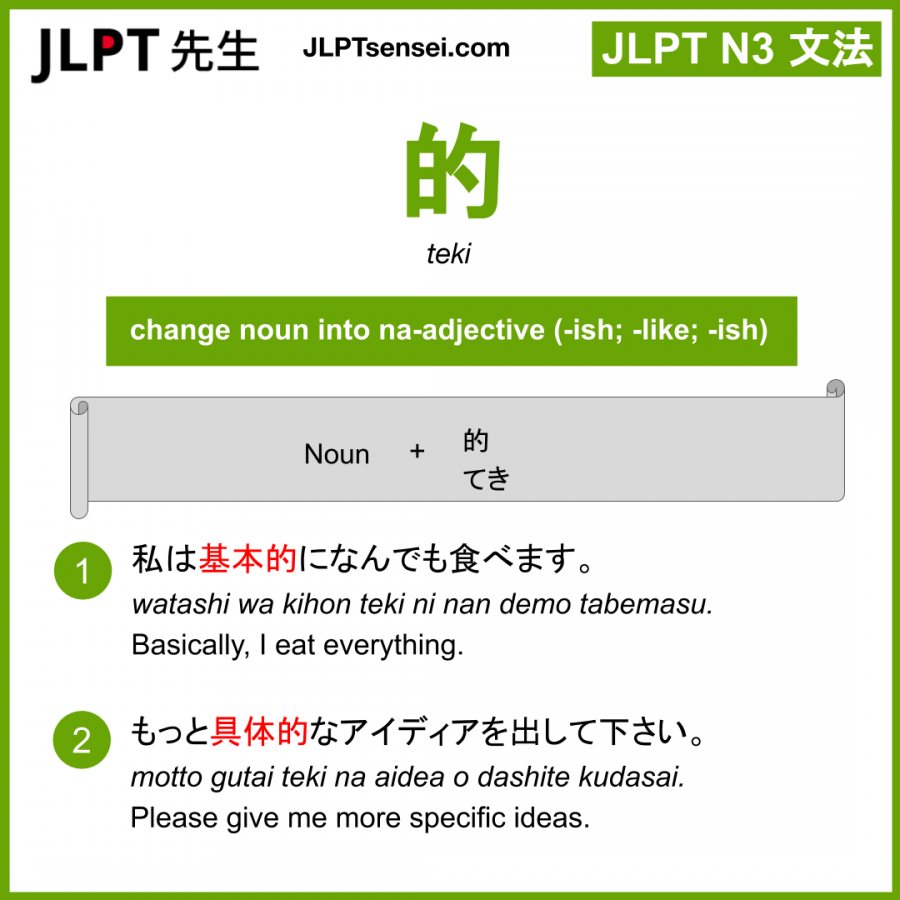 JLPT 先生
JLPTsensei.com
JLPT N3 文法
的
teki
change noun into na-adjective (-ish; -like; -ish)
Noun + 的
てき
1
私は基本的になんでも食べます。
watashi wa kihon teki ni nan demo tabemasu.
Basically, I eat everything.
2
もっと具体的なアイディアを出して下さい。
motto gutai teki na aidea o dashite kudasai.
Please give me more specific ideas.